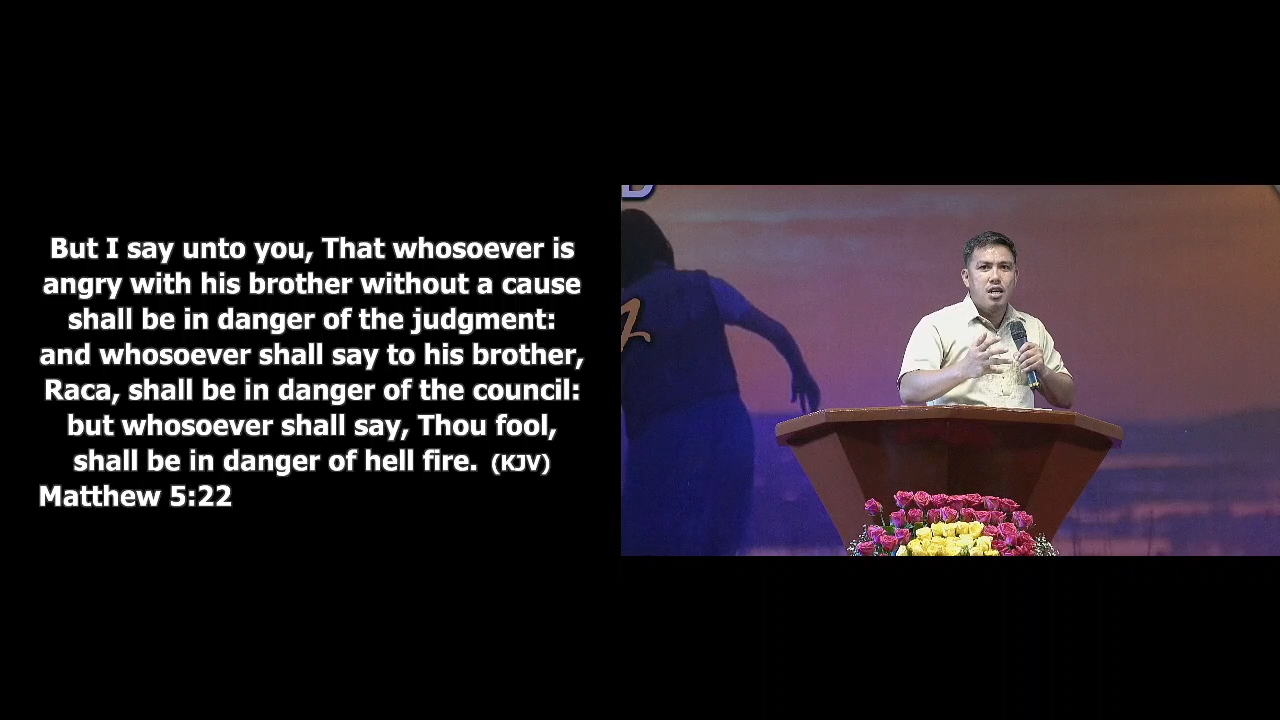 But I say unto you, That whosoever is
angry with his brother without a cause
shall be in danger of the judgment:
and whosoever shall say to his brother,
Raca, shall be in danger of the council:
but whosoever shall say, Thou fool,
shall be in danger of hell fire. (KJV)
Matthew 5:22